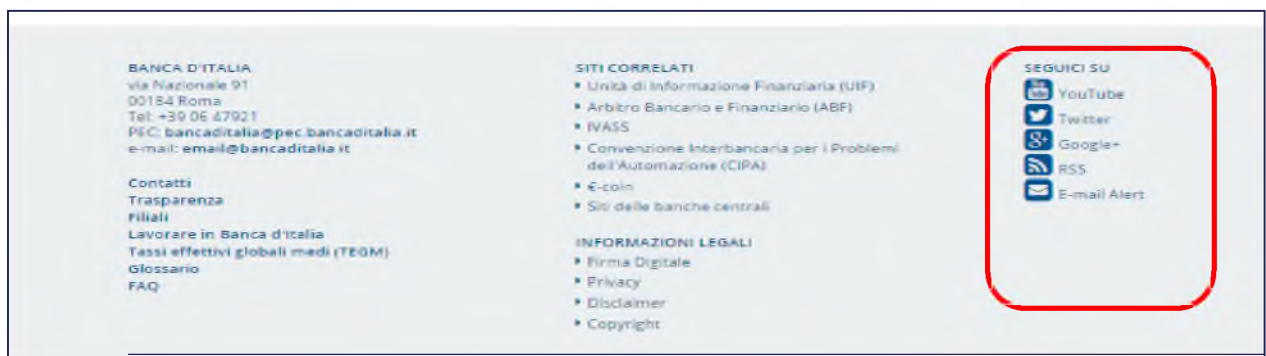 BANCA D'ITALIA
via Nazionale 91
00184 Roma
Tel: +39 06 47921
PEC: bancaditalia@pec.bancaditalia.it
e-mail: email@bancaditalia.it
Contatti
Trasparenza
Filiali
Lavorare in Banca d'Italia
Tassi effettivi globali medi (TEGM)
Glossario
FAQ
SITI CORRELATI
Unità di Informazione Finanziaria (UIF)
Arbitro Bancario e Finanziario (ABF)
IVASS
Convenzione Interbancaria per i Problemi
dell'Automazione (CIPA)
€-coin
Siti delle banche centrali
INFORMAZIONI LEGALI
Firma Digitale
Privacy
Disclaimer
Copyright
SEGUICI SU
YouTube
Twitter
Google+
RSS
E-mail Alert